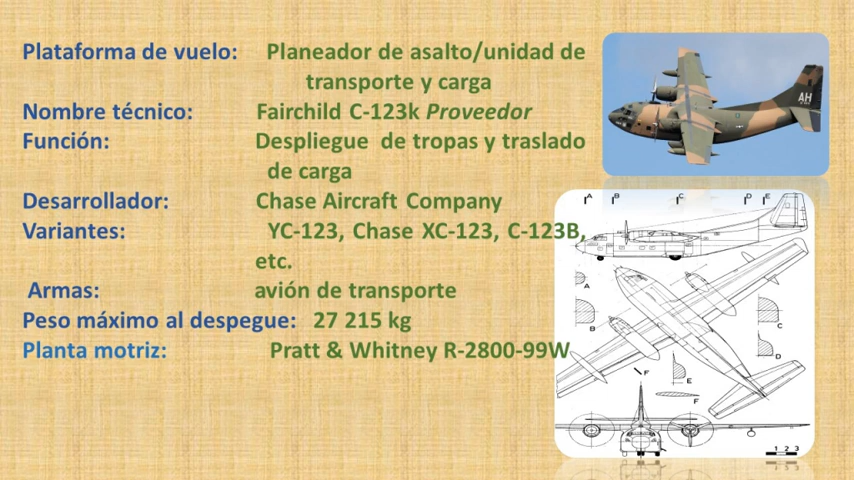 Plataforma de vuelo: Planeador de asalto/unidad de
transporte y carga
Nombre técnico: Fairchild C-123k Proveedor
Función: Despliegue de tropas y traslado
de carga
Desarrollador: Chase Aircraft Company
Variantes: YC-123, Chase XC-123, C-123B,
etc.
Armas: avión de transporte
Peso máximo al despegue: 27 215 kg
Planta motriz: Pratt & Whitney R-2800-99W
AH
A B C D E
A
B
C
D
E
F
F
1 2 3